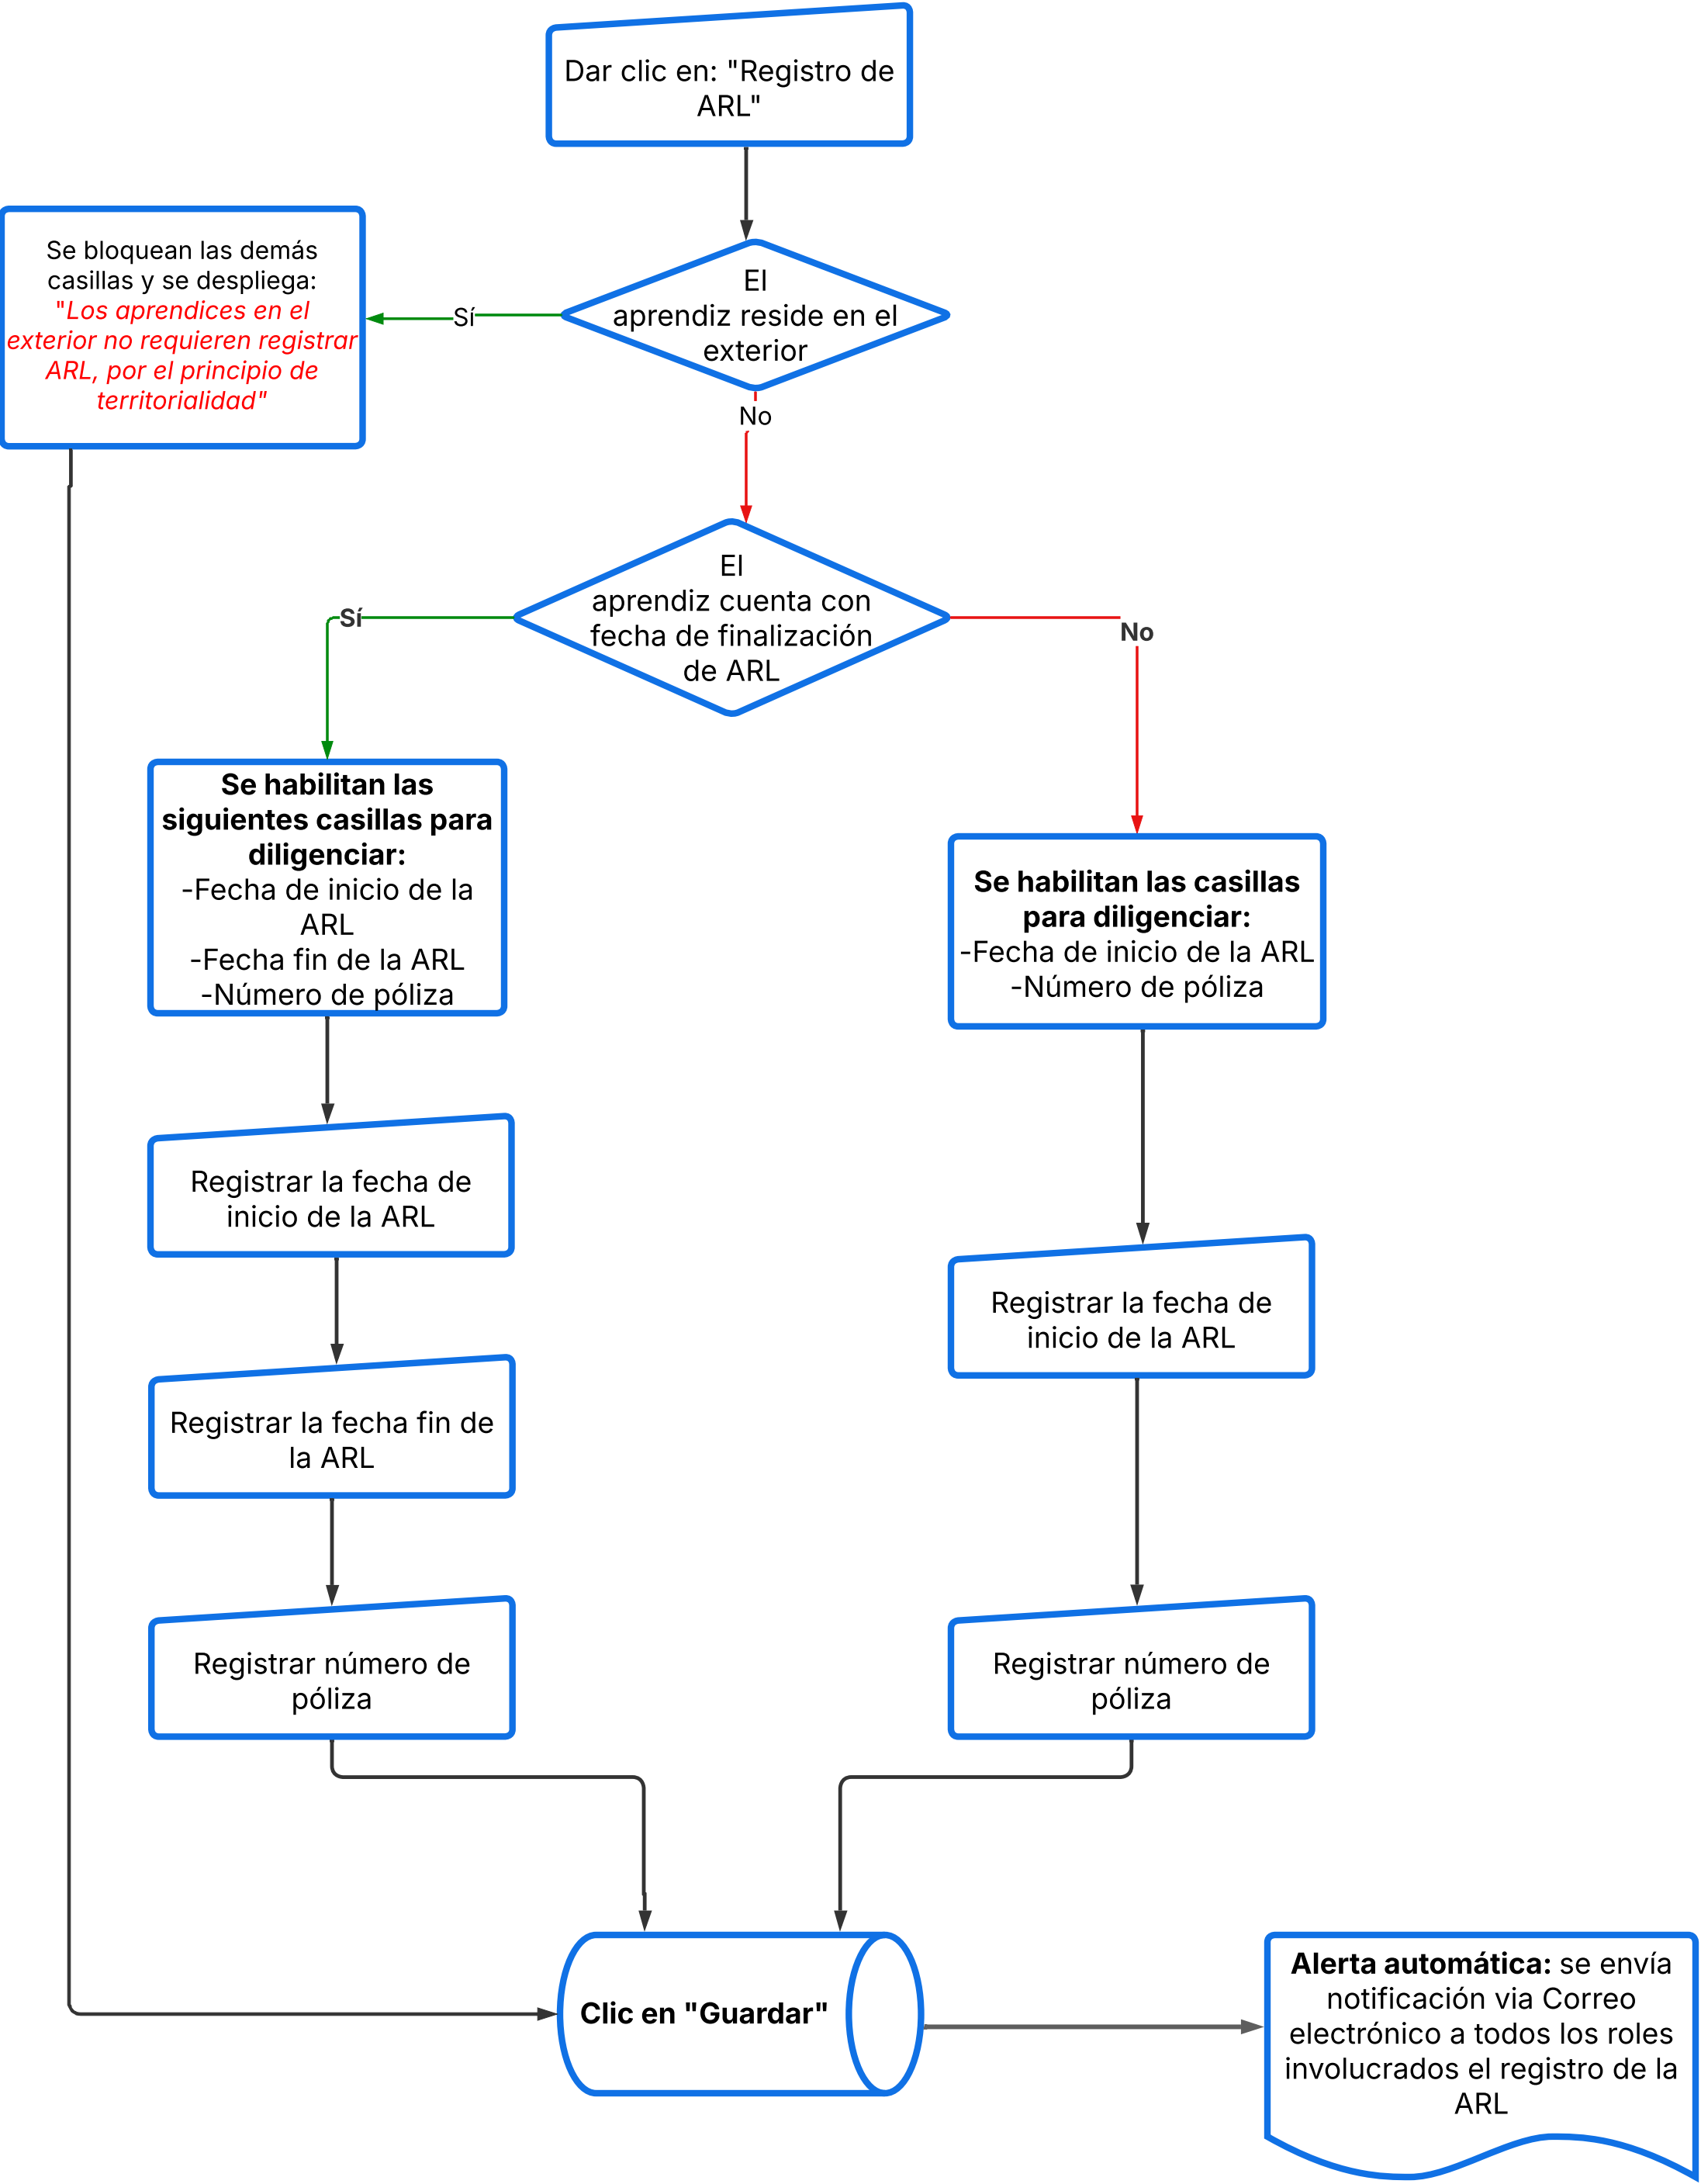 Dar clic en: "Registro de
ARL"
El
aprendiz reside en el
exterior
Sí
Se bloquean las demás
casillas y se despliega:
"Los aprendices en el
exterior no requieren registrar
ARL, por el principio de
territorialidad"
No
El
aprendiz cuenta con
fecha de finalización
de ARL
Sí
No
Se habilitan las
siguientes casillas para
diligenciar:
-Fecha de inicio de la
ARL
-Fecha fin de la ARL
-Número de póliza
Se habilitan las casillas
para diligenciar:
-Fecha de inicio de la ARL
-Número de póliza
Registrar la fecha de
inicio de la ARL
Registrar la fecha de
inicio de la ARL
Registrar la fecha fin de
la ARL
Registrar número de
póliza
Registrar número de
póliza
Clic en "Guardar"
Alerta automática: se envía
notificación via Correo
electrónico a todos los roles
involucrados el registro de la
ARL